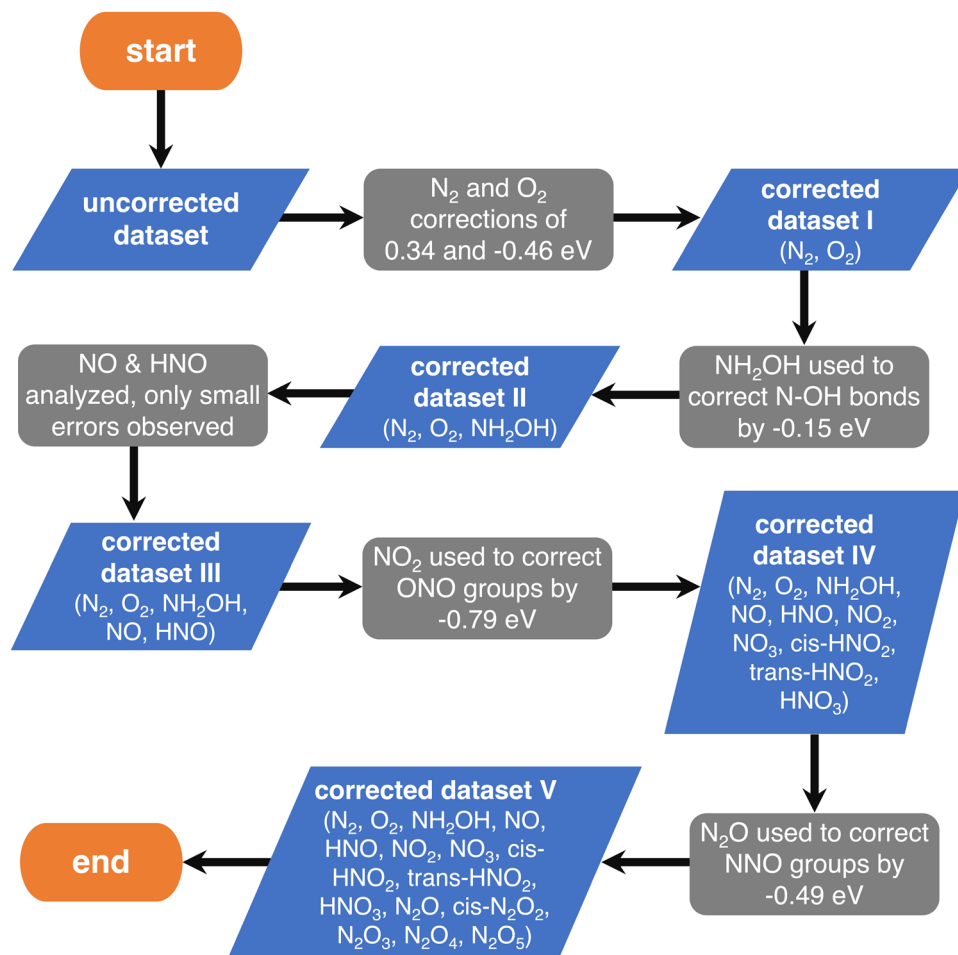 start
uncorrected
dataset
N₂ and O₂
corrections of
0.34 and -0.46 eV
corrected
dataset I
(N₂, O₂)
NH₂OH used to
correct N-OH bonds
by -0.15 eV
corrected
dataset II
(N₂, O₂, NH₂OH)
NO & HNO
analyzed, only small
errors observed
corrected
dataset III
(N₂, O₂, NH₂OH,
NO, HNO)
NO₂ used to correct
ONO groups by
-0.79 eV
corrected
dataset IV
(N₂, O₂, NH₂OH,
NO, HNO, NO₂,
NO₃, cis-HNO₂,
trans-HNO₂,
HNO₃)
N₂O used to correct
NNO groups by
-0.49 eV
corrected dataset V
(N₂, O₂, NH₂OH, NO,
HNO, NO₂, NO₃, cis-
HNO₂, trans-HNO₂,
HNO₃, N₂O, cis-N₂O₂,
N₂O₃, N₂O₄, N₂O₅)
end